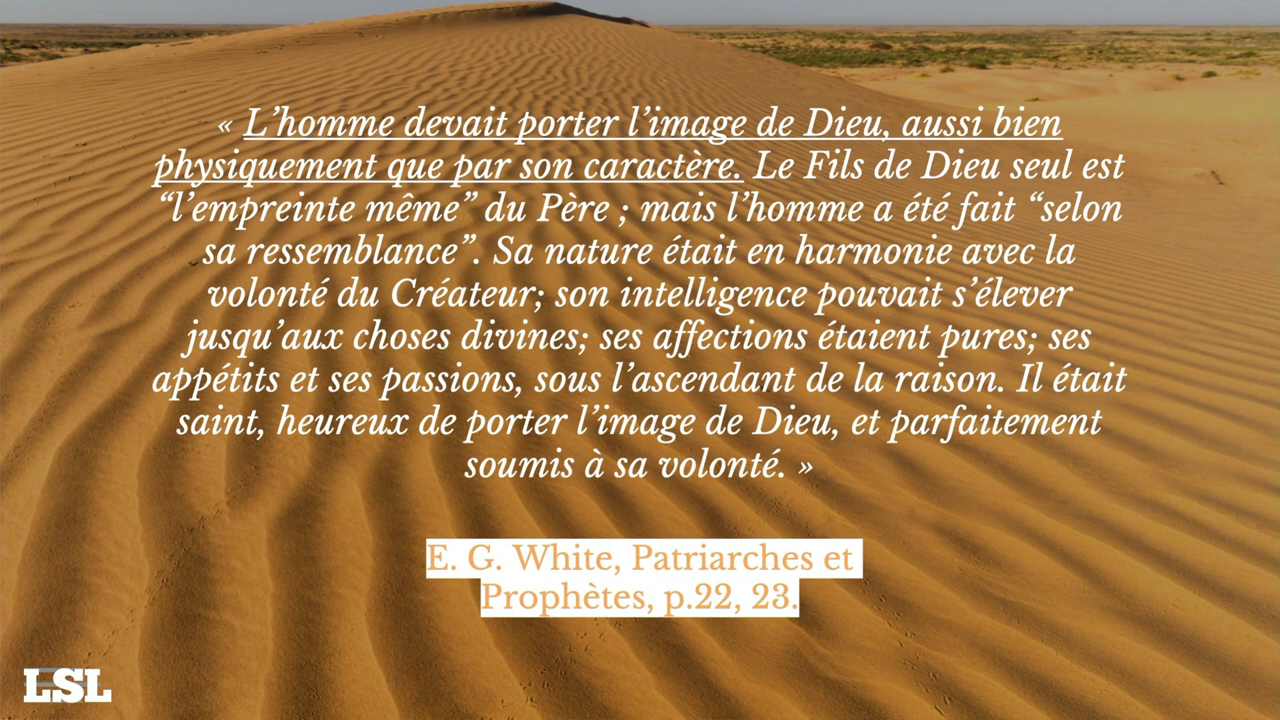 « L’homme devait porter l’image de Dieu, aussi bien
physiquement que par son caractère. Le Fils de Dieu seul est
“l’empreinte même” du Père ; mais l’homme a été fait “selon
sa ressemblance”. Sa nature était en harmonie avec la
volonté du Créateur; son intelligence pouvait s’élever
jusqu’aux choses divines; ses affections étaient pures; ses
appétits et ses passions, sous l’ascendant de la raison. Il était
saint, heureux de porter l’image de Dieu, et parfaitement
soumis à sa volonté. »
E. G. White, Patriarches et
Prophètes, p.22, 23.
LSL